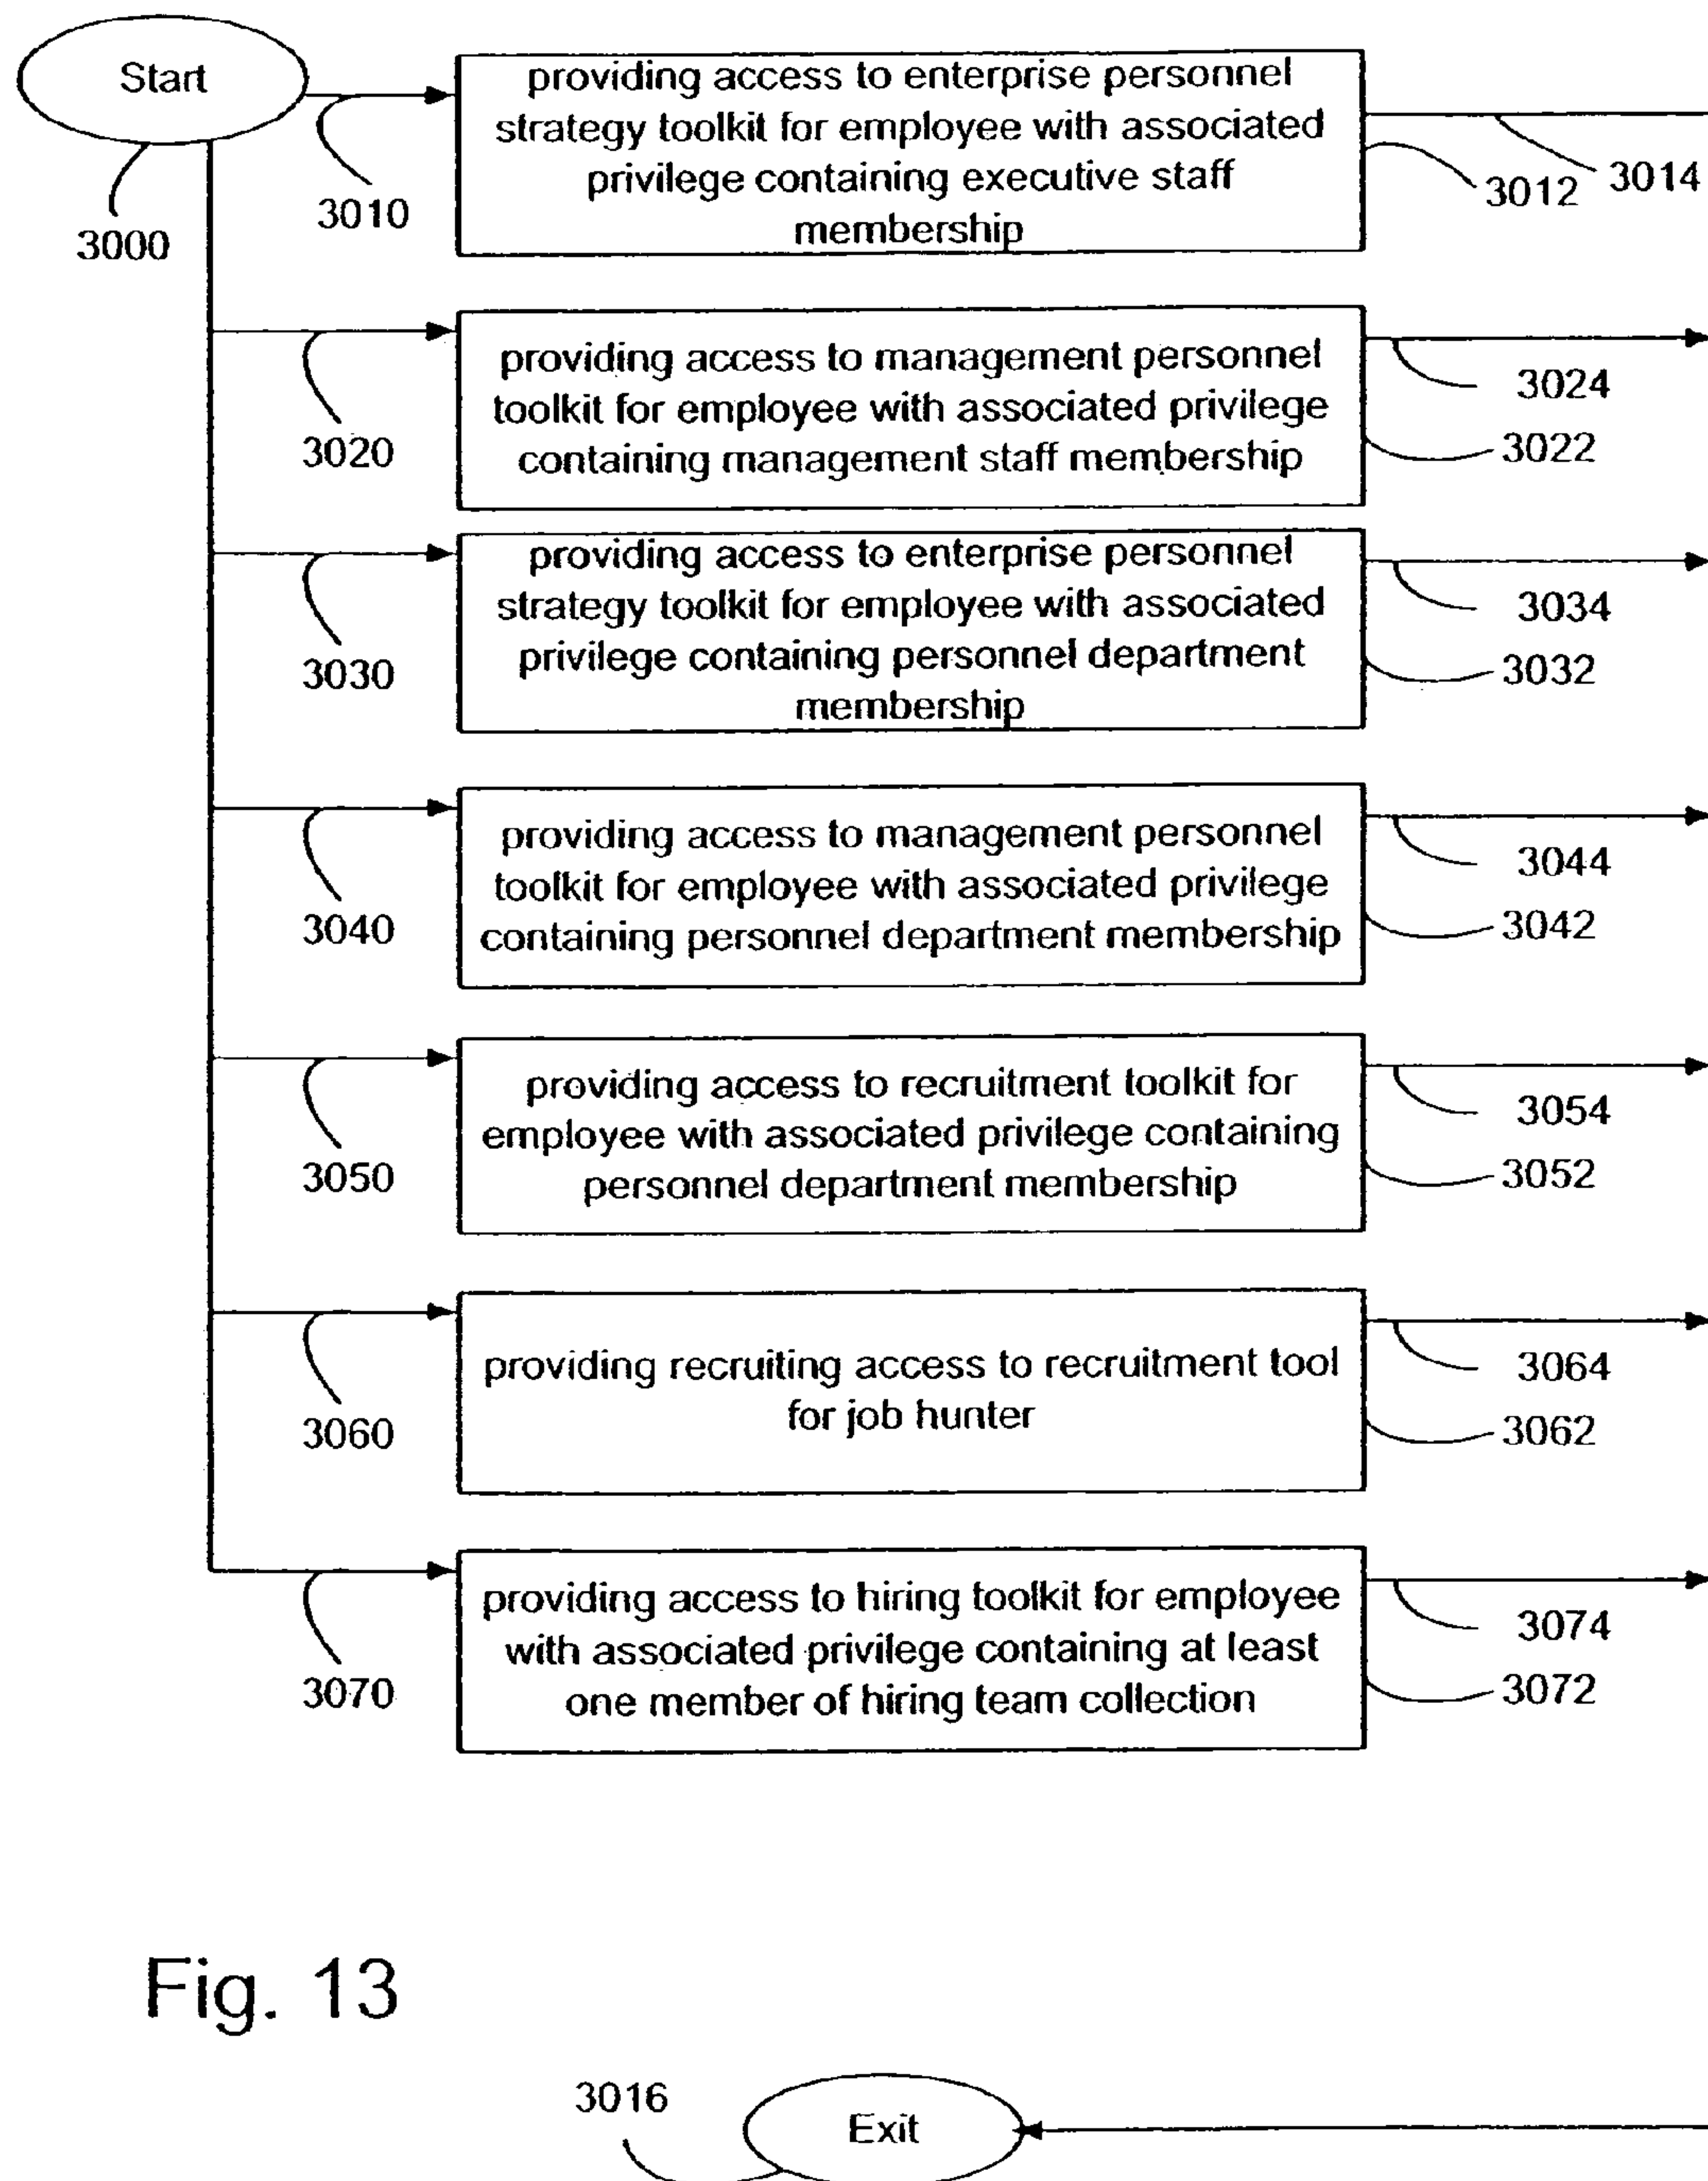 Start
3000
3010
providing access to enterprise personnel
strategy toolkit for employee with associated
privilege containing executive staff
membership
3012
3014
3020
providing access to management personnel
toolkit for employee with associated privilege
containing management staff membership
3024
3022
3030
providing access to enterprise personnel
strategy toolkit for employee with associated
privilege containing personnel department
membership
3034
3032
3040
providing access to management personnel
toolkit for employee with associated privilege
containing personnel department membership
3044
3042
3050
providing access to recruitment toolkit for
employee with associated privilege containing
personnel department membership
3054
3052
3060
providing recruiting access to recruitment tool
for job hunter
3064
3062
3070
providing access to hiring toolkit for employee
with associated privilege containing at least
one member of hiring team collection
3074
3072
Fig. 13
3016
Exit